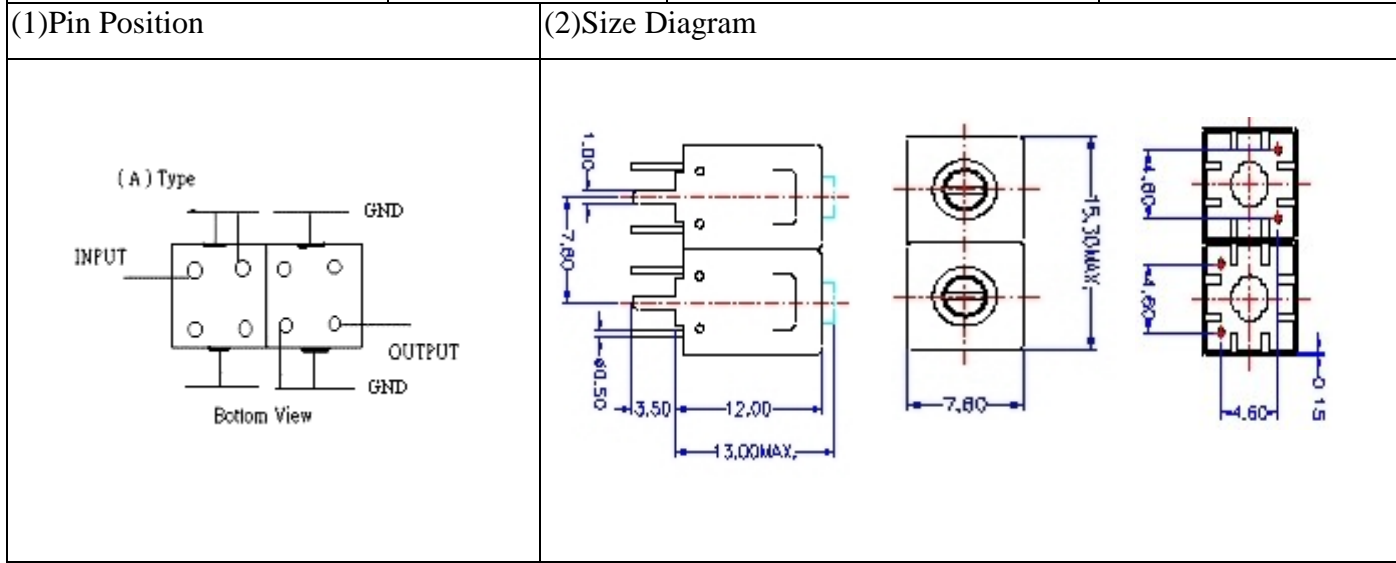 (1)Pin Position
(2)Size Diagram
(A) Type
GND
INPUT
OUTPUT
GND
Bottom View
1.00
7.60
ø0.50
3.50
12.00
13.00MAX.
7.60
15.30MAX.
4.60
4.60
4.60
0.15